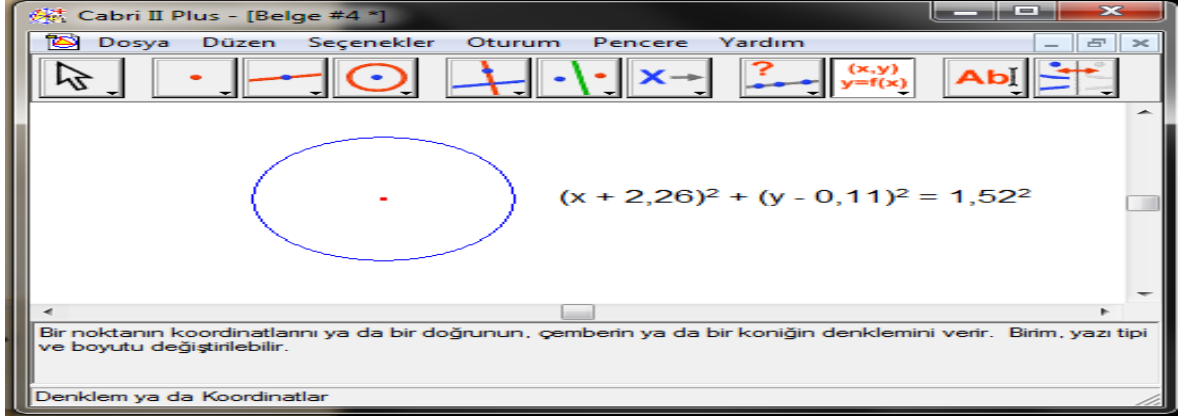 Cabri II Plus - [Belge #4 *]
Dosya Düzen Seçenekler Oturum Pencere Yardım
? (x,y) y=f(x) Ab
(x + 2,26)² + (y - 0,11)² = 1,52²
Bir noktanın koordinatlarını ya da bir doğrunun, çemberin ya da bir koniğin denklemini verir. Birim, yazı tipi
ve boyutu değiştirilebilir.
Denklem ya da Koordinatlar